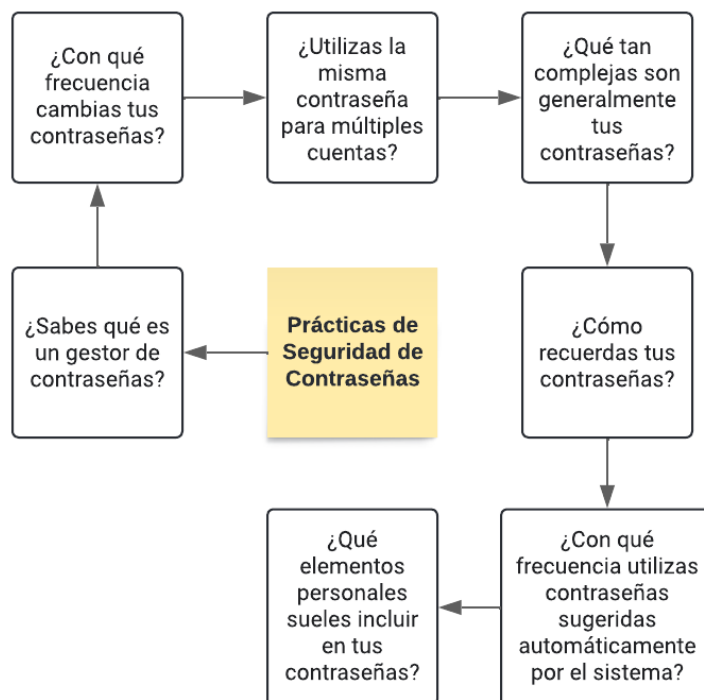 ¿Con qué
frecuencia
cambias tus
contraseñas?
¿Utilizas la
misma
contraseña
para múltiples
cuentas?
¿Qué tan
complejas son
generalmente
tus
contraseñas?
¿Sabes qué es
un gestor de
contraseñas?
Prácticas de
Seguridad de
Contraseñas
¿Cómo
recuerdas tus
contraseñas?
¿Qué
elementos
personales
sueles incluir
en tus
contraseñas?
¿Con qué
frecuencia utilizas
contraseñas
sugeridas
automáticamente
por el sistema?